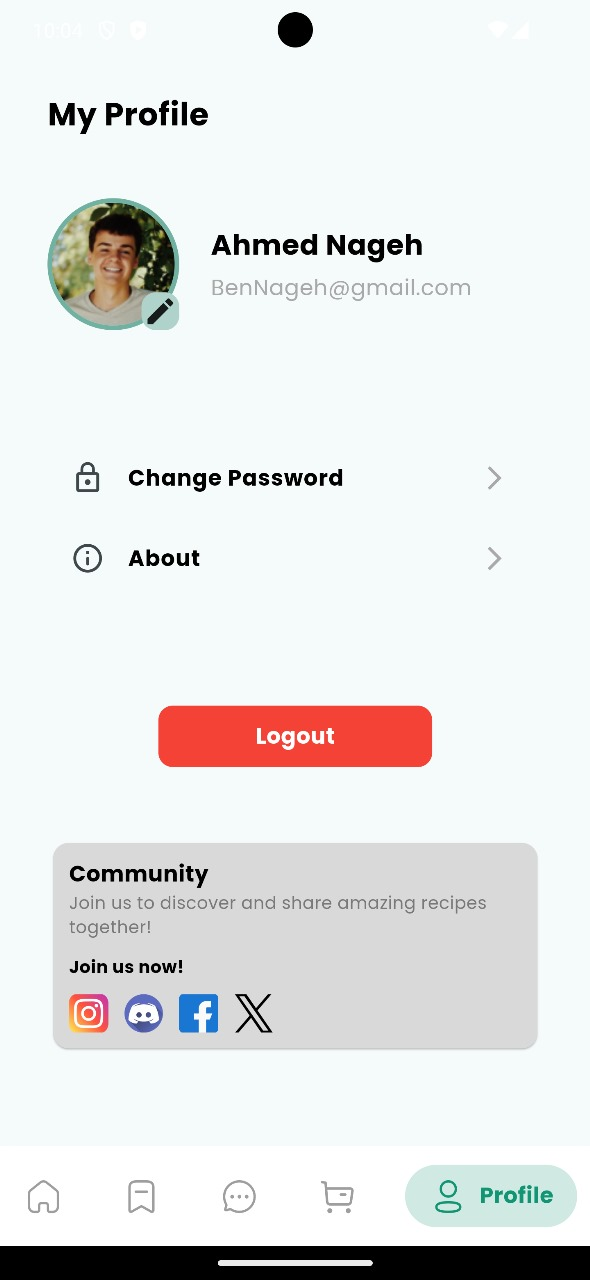 10:04
My Profile
Ahmed Nageh
BenNageh@gmail.com
Change Password
About
Logout
Community
Join us to discover and share amazing recipes
together!
Join us now!
Profile